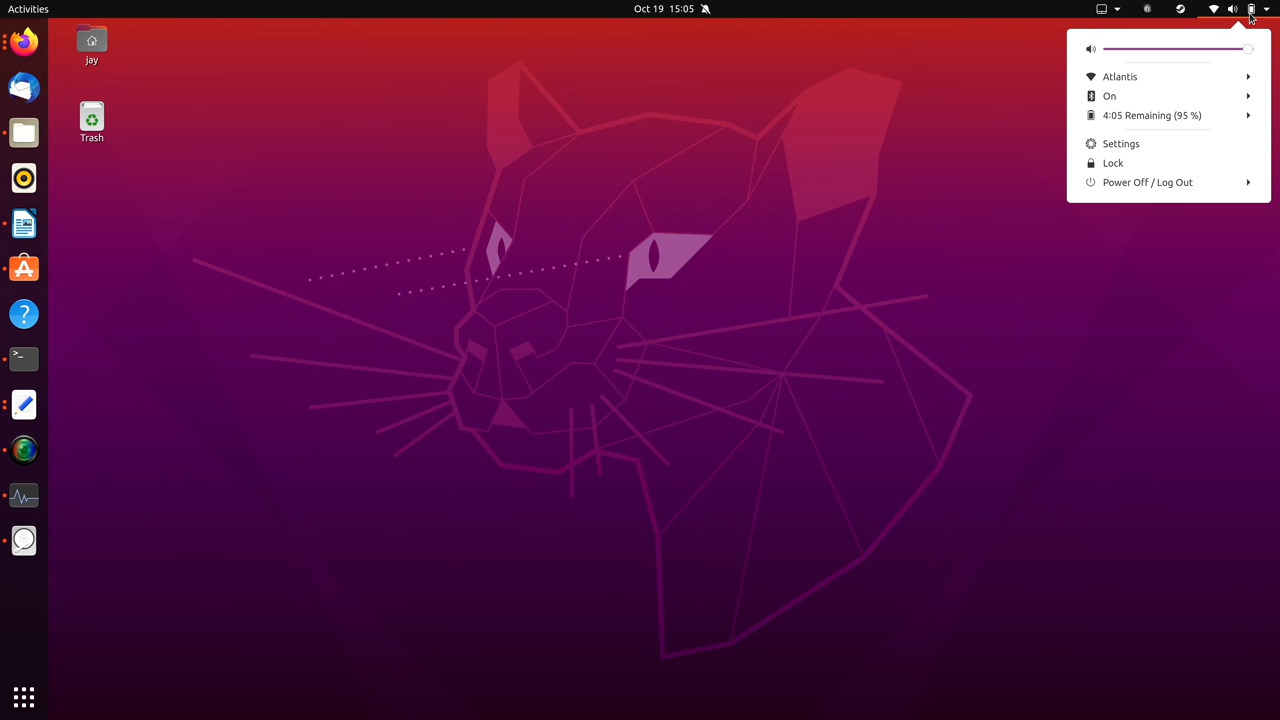 Activities
Oct 19 15:05
jay
Trash
Atlantis
On
4:05 Remaining (95 %)
Settings
Lock
Power Off / Log Out